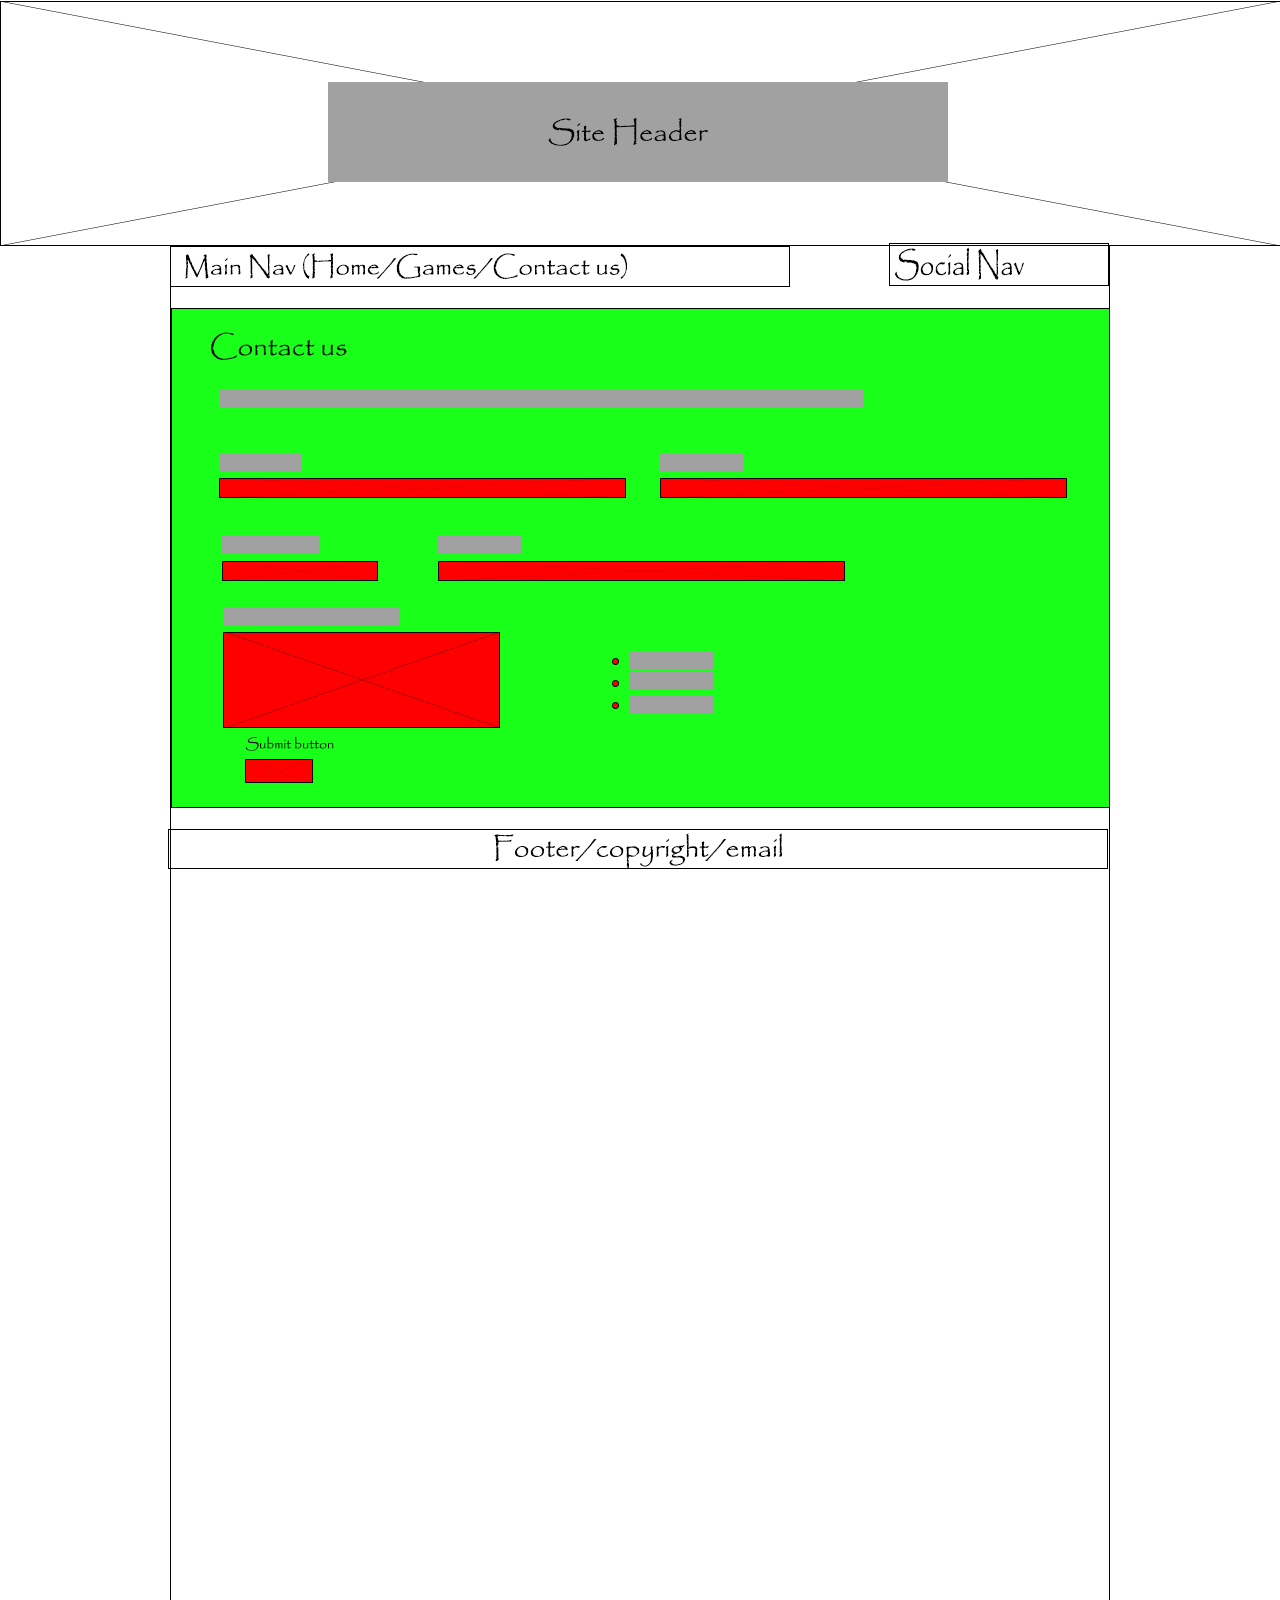 Site Header
Main Nav (Home/Games/Contact us)
Social Nav
Contact us
Submit button
Footer/copyright/email